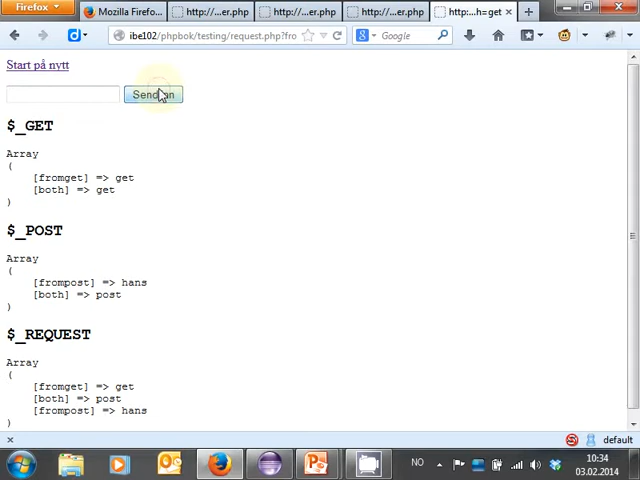 Firefox
Mozilla Firefo...
http://...er.php
http://...er.php
http://...er.php
http:...h=get
ibe102/phpbok/testing/request.php?fro
Google
Start på nytt
Send
$_GET
Array
(
[fromget] => get
[both] => get
)
$_POST
Array
(
[frompost] => hans
[both] => post
)
$_REQUEST
Array
(
[fromget] => get
[both] => post
[frompost] => hans
)
default
NO
10:34
03.02.2014